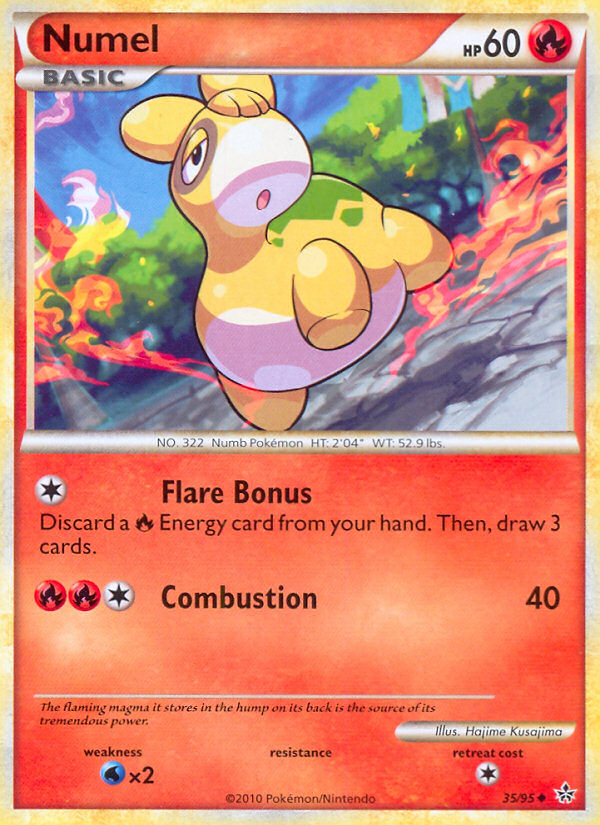 Numel
HP 60
BASIC
NO. 322 Numb Pokémon HT: 2'04" WT: 52.9 lbs.
Flare Bonus
Discard a Energy card from your hand. Then, draw 3
cards.
Combustion 40
The flaming magma it stores in the hump on its back is the source of its
tremendous power.
Illus. Hajime Kusajima
weakness resistance retreat cost
×2
©2010 Pokémon/Nintendo 35/95